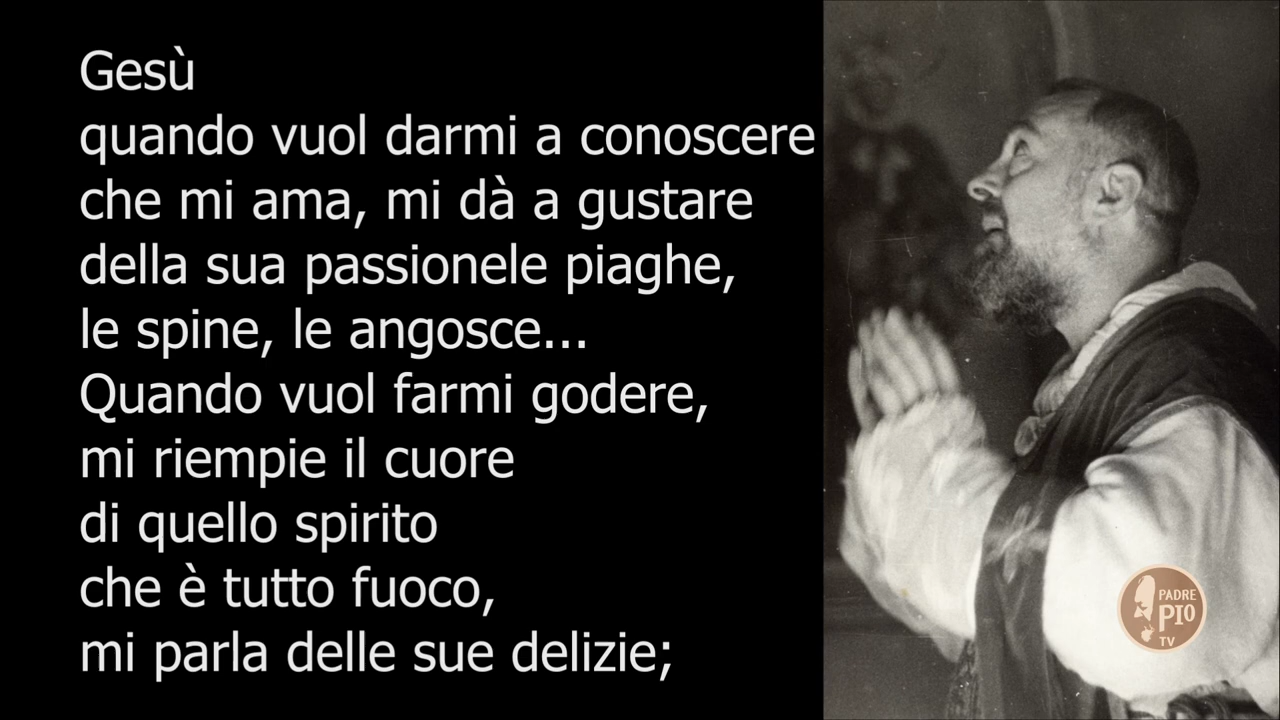 Gesù
quando vuol darmi a conoscere
che mi ama, mi dà a gustare
della sua passionele piaghe,
le spine, le angosce...
Quando vuol farmi godere,
mi riempie il cuore
di quello spirito
che è tutto fuoco,
mi parla delle sue delizie;
PADRE
PIO
TV